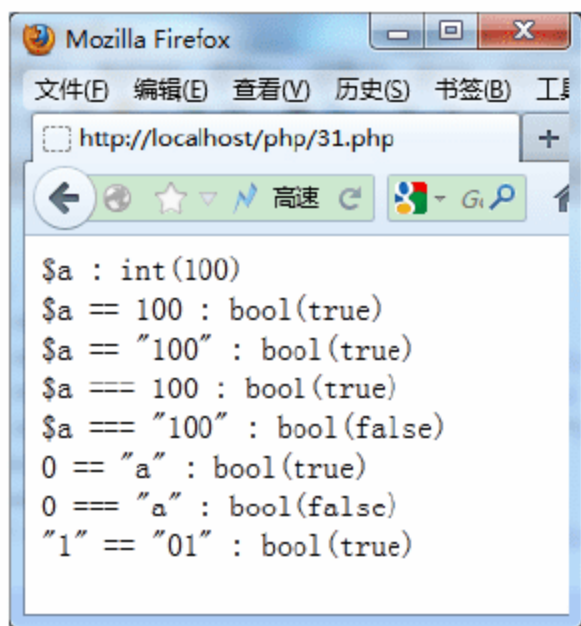 Mozilla Firefox
文件(F) 编辑(E) 查看(V) 历史(S) 书签(B)
http://localhost/php/31.php
高速
$a : int(100)
$a == 100 : bool(true)
$a == "100" : bool(true)
$a === 100 : bool(true)
$a === "100" : bool(false)
0 == "a" : bool(true)
0 === "a" : bool(false)
"1" == "01" : bool(true)